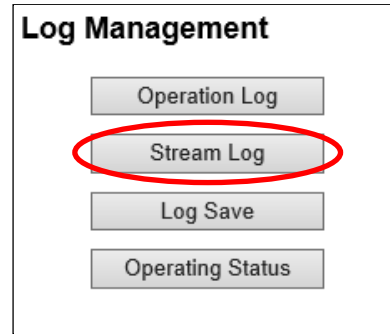 Log Management
Operation Log
Stream Log
Log Save
Operating Status